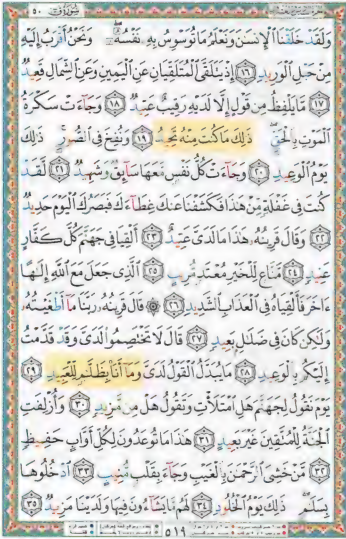 سُورَةُ قٓ ٥٠
وَلَقَدْ خَلَقْنَا ٱلْإِنسَٰنَ وَنَعْلَمُ مَا تُوَسْوِسُ بِهِۦ نَفْسُهُۥ ۖ وَنَحْنُ أَقْرَبُ إِلَيْهِ
مِنْ حَبْلِ ٱلْوَرِيدِ ١٦ إِذْ يَتَلَقَّى ٱلْمُتَلَقِّيَانِ عَنِ ٱلْيَمِينِ وَعَنِ ٱلشِّمَالِ قَعِيدٌ
١٧ مَّا يَلْفِظُ مِن قَوْلٍ إِلَّا لَدَيْهِ رَقِيبٌ عَتِيدٌ ١٨ وَجَآءَتْ سَكْرَةُ
ٱلْمَوْتِ بِٱلْحَقِّ ۖ ذَٰلِكَ مَا كُنتَ مِنْهُ تَحِيدُ ١٩ وَنُفِخَ فِى ٱلصُّورِ ۚ ذَٰلِكَ
يَوْمُ ٱلْوَعِيدِ ٢٠ وَجَآءَتْ كُلُّ نَفْسٍ مَّعَهَا سَآئِقٌ وَشَهِيدٌ ٢١ لَّقَدْ
كُنتَ فِى غَفْلَةٍ مِّنْ هَٰذَا فَكَشَفْنَا عَنكَ غِطَآءَكَ فَبَصَرُكَ ٱلْيَوْمَ حَدِيدٌ
٢٢ وَقَالَ قَرِينُهُۥ هَٰذَا مَا لَدَىَّ عَتِيدٌ ٢٣ أَلْقِيَا فِى جَهَنَّمَ كُلَّ كَفَّارٍ
عَنِيدٍ ٢٤ مَّنَّاعٍ لِّلْخَيْرِ مُعْتَدٍ مُّرِيبٍ ٢٥ ٱلَّذِى جَعَلَ مَعَ ٱللَّهِ إِلَٰهًا
ءَاخَرَ فَأَلْقِيَاهُ فِى ٱلْعَذَابِ ٱلشَّدِيدِ ٢٦ ۞ قَالَ قَرِينُهُۥ رَبَّنَا مَآ أَطْغَيْتُهُۥ
وَلَٰكِن كَانَ فِى ضَلَٰلٍۭ بَعِيدٍ ٢٧ قَالَ لَا تَخْتَصِمُوا۟ لَدَىَّ وَقَدْ قَدَّمْتُ
إِلَيْكُم بِٱلْوَعِيدِ ٢٨ مَا يُبَدَّلُ ٱلْقَوْلُ لَدَىَّ وَمَآ أَنَا۠ بِظَلَّٰمٍ لِّلْعَبِيدِ ٢٩
يَوْمَ نَقُولُ لِجَهَنَّمَ هَلِ ٱمْتَلَأْتِ وَتَقُولُ هَلْ مِن مَّزِيدٍ ٣٠ وَأُزْلِفَتِ
ٱلْجَنَّةُ لِلْمُتَّقِينَ غَيْرَ بَعِيدٍ ٣١ هَٰذَا مَا تُوعَدُونَ لِكُلِّ أَوَّابٍ حَفِيظٍ
٣٢ مَّنْ خَشِىَ ٱلرَّحْمَٰنَ بِٱلْغَيْبِ وَجَآءَ بِقَلْبٍ مُّنِيبٍ ٣٣ ٱدْخُلُوهَا
بِسَلَٰمٍ ۖ ذَٰلِكَ يَوْمُ ٱلْخُلُودِ ٣٤ لَهُم مَّا يَشَآءُونَ فِيهَا وَلَدَيْنَا مَزِيدٌ ٣٥
٥١٩